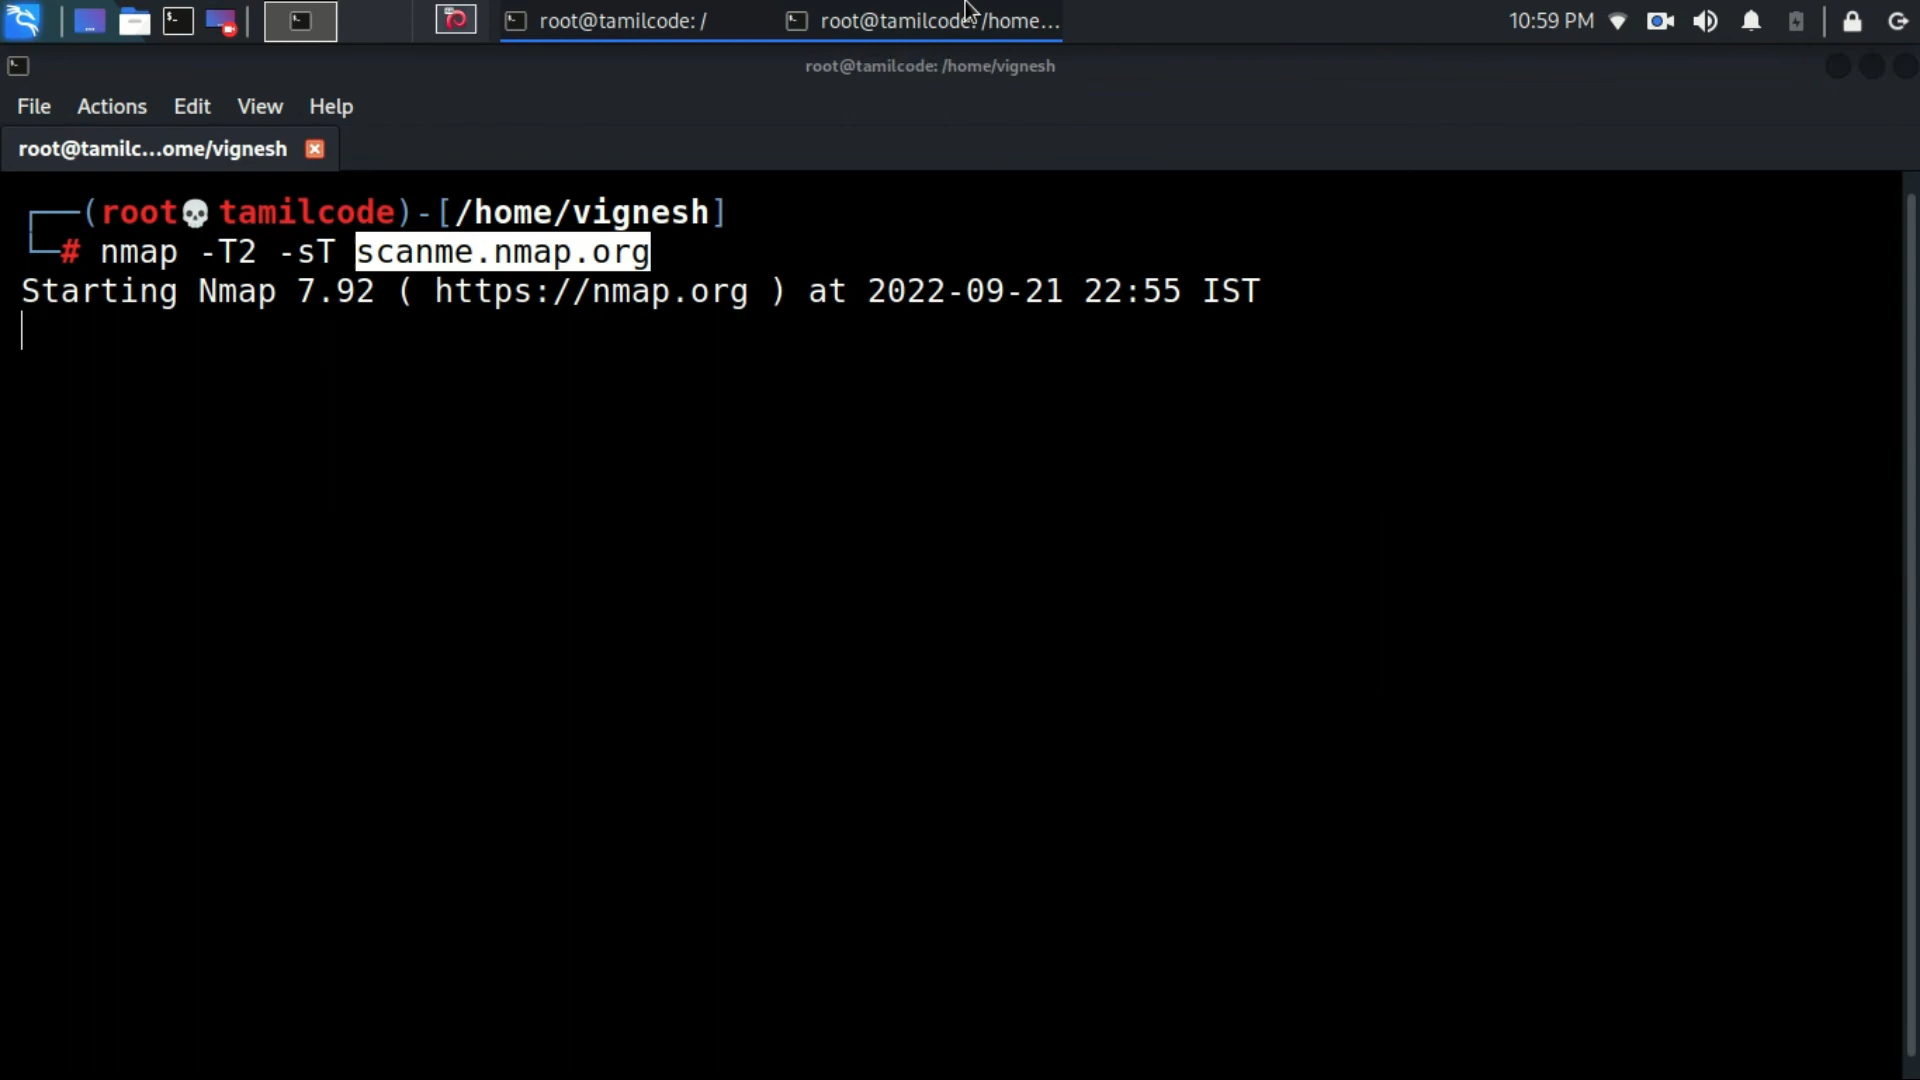 root@tamilcode: /
root@tamilcode: /home...
10:59 PM
root@tamilcode: /home/vignesh
File Actions Edit View Help
root@tamilc...ome/vignesh
┌──(root💀tamilcode)-[/home/vignesh]
└─# nmap -T2 -sT scanme.nmap.org
Starting Nmap 7.92 ( https://nmap.org ) at 2022-09-21 22:55 IST